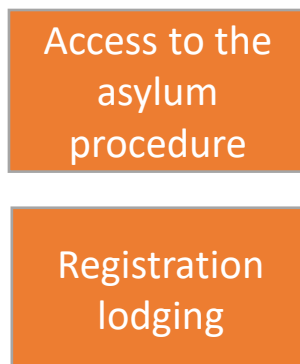 Access to the
asylum
procedure
Registration
lodging